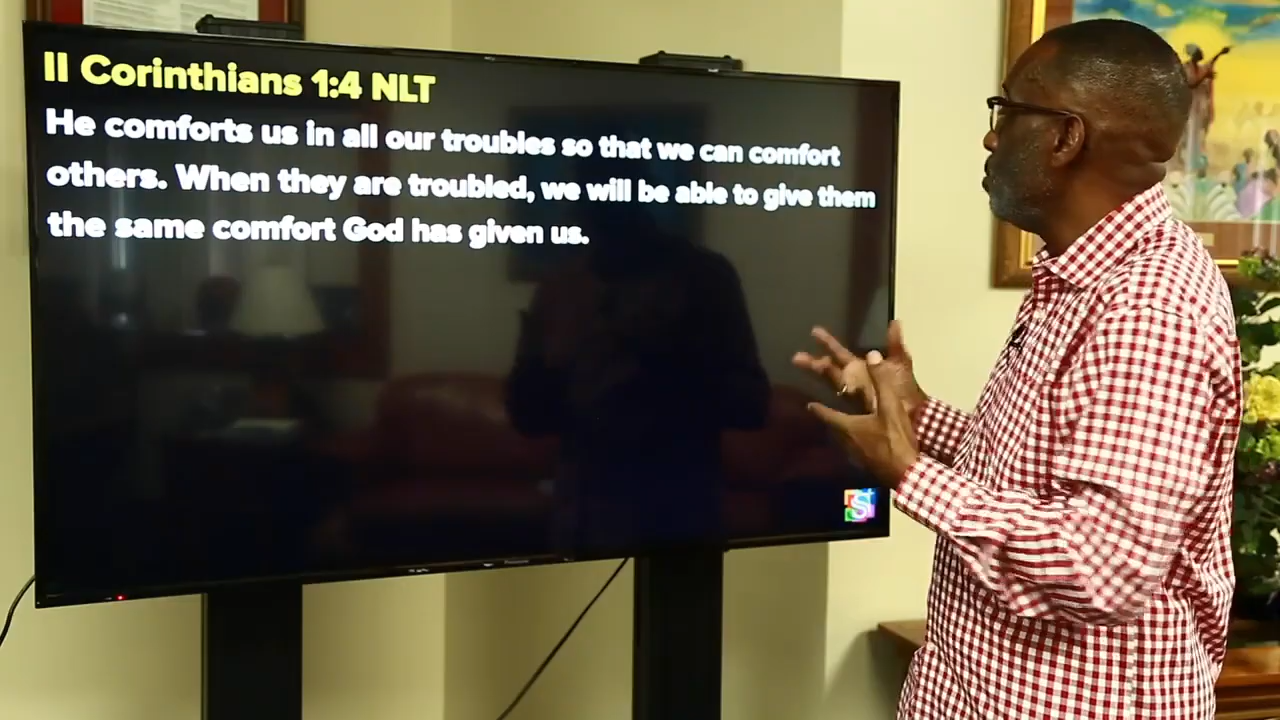 II Corinthians 1:4 NLT
He comforts us in all our troubles so that we can comfort
others. When they are troubled, we will be able to give them
the same comfort God has given us.